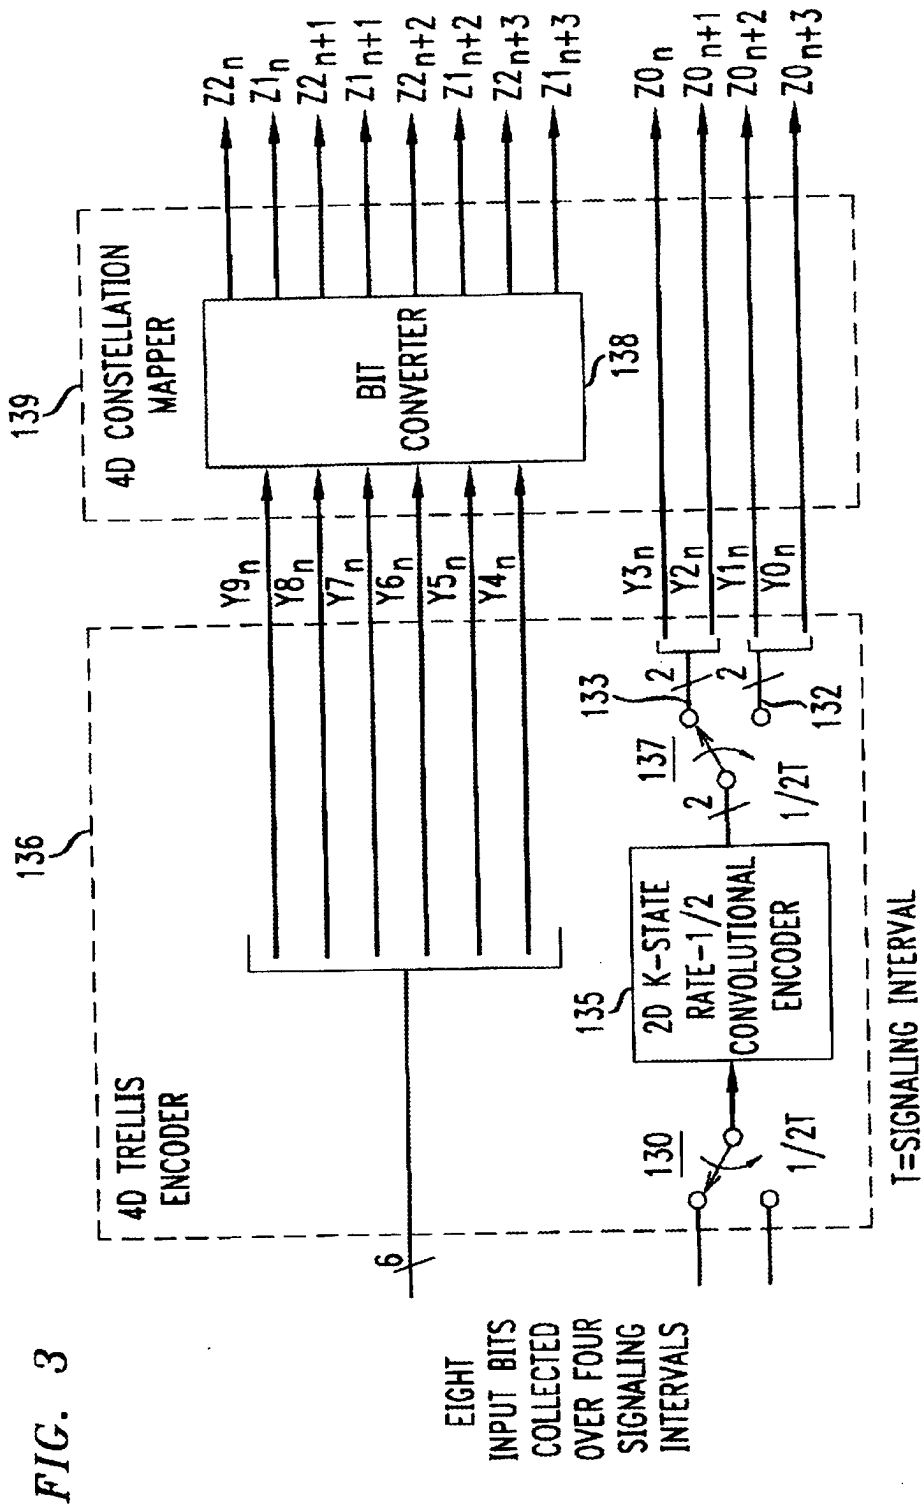 FIG. 3
EIGHT
INPUT BITS
COLLECTED
OVER FOUR
SIGNALING
INTERVALS
6
4D TRELLIS
ENCODER
136
130
1/2T
135
2D K-STATE
RATE-1/2
CONVOLUTIONAL
ENCODER
2
137
1/2T
133
2
2
132
T=SIGNALING INTERVAL
Y9n
Y8n
Y7n
Y6n
Y5n
Y4n
Y3n
Y2n
Y1n
Y0n
139
4D CONSTELLATION
MAPPER
BIT
CONVERTER
138
Z2n
Z1n
Z2n+1
Z1n+1
Z2n+2
Z1n+2
Z2n+3
Z1n+3
Z0n
Z0n+1
Z0n+2
Z0n+3